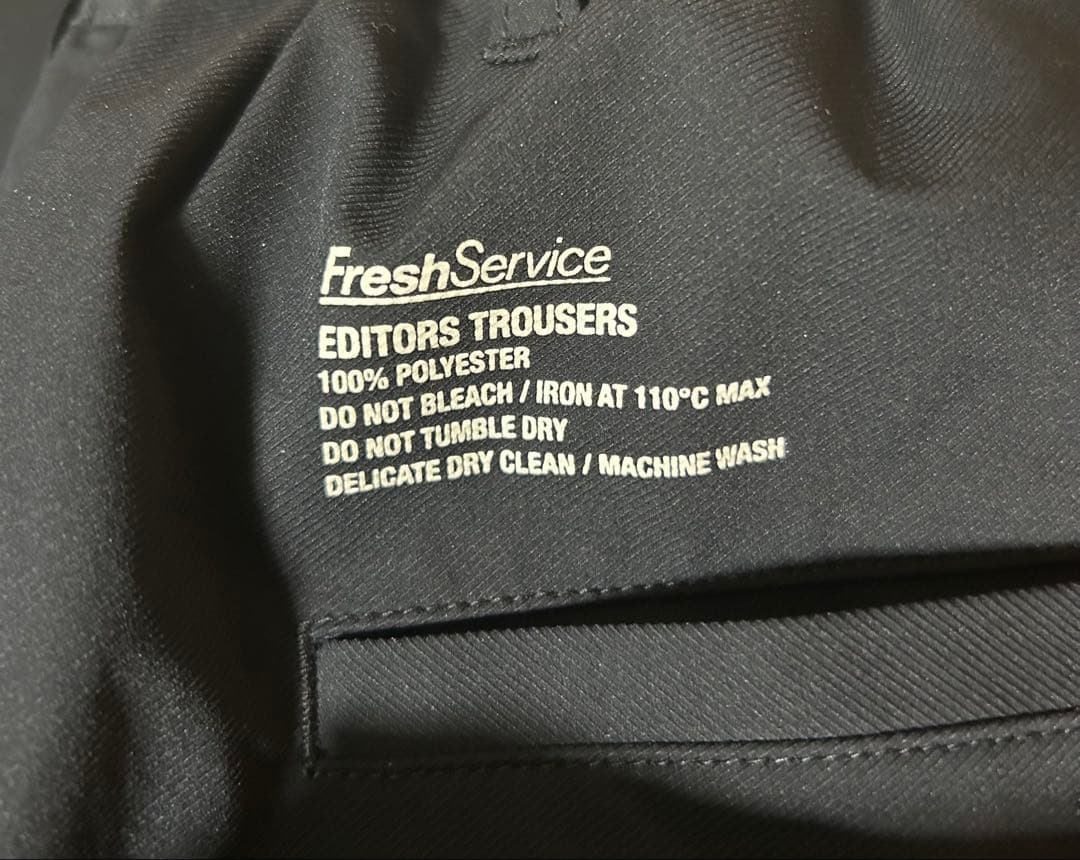 FreshService
EDITORS TROUSERS
100% POLYESTER
DO NOT BLEACH / IRON AT 110°C MAX
DO NOT TUMBLE DRY
DELICATE DRY CLEAN / MACHINE WASH